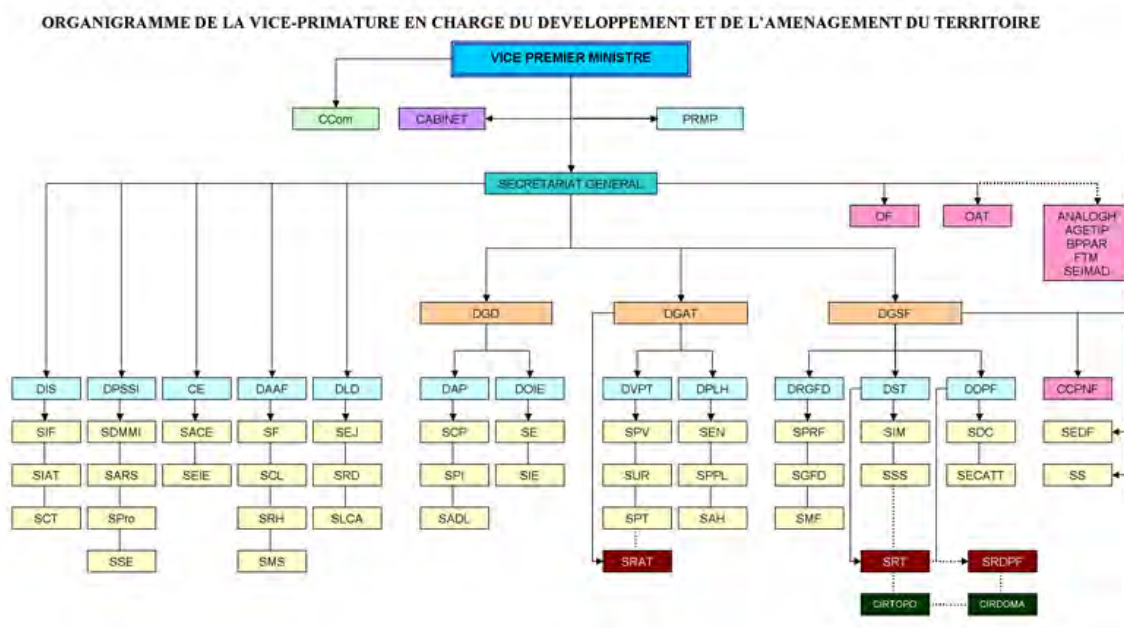 ORGANIGRAMME DE LA VICE-PRIMATURE EN CHARGE DU DEVELOPPEMENT ET DE L'AMENAGEMENT DU TERRITOIRE
VICE PREMIER MINISTRE
CCom CABINET PRMP
SECRETARIAT GENERAL
OF OAT ANALOGH
AGETIP
BPPAR
FTM
SEIMAD
DGD DGAT DGSF
DIS DPSSI CE DAAF DLD DAP DOIE DVPT DPLH DRGFD DST DDPF CCPNF
SIF SDMMI SACE SF SEJ SCP SE SPV SEN SPRF SIM SDC SEDF
SIAT SARS SEIE SCL SRD SPI SIE SUR SPPL SGFD SSS SECATT SS
SCT SPro SRH SLCA SADL SPT SAH SMF
SSE SMS SRAT SRT SRDPF
CIRTOPO CIRDOMA